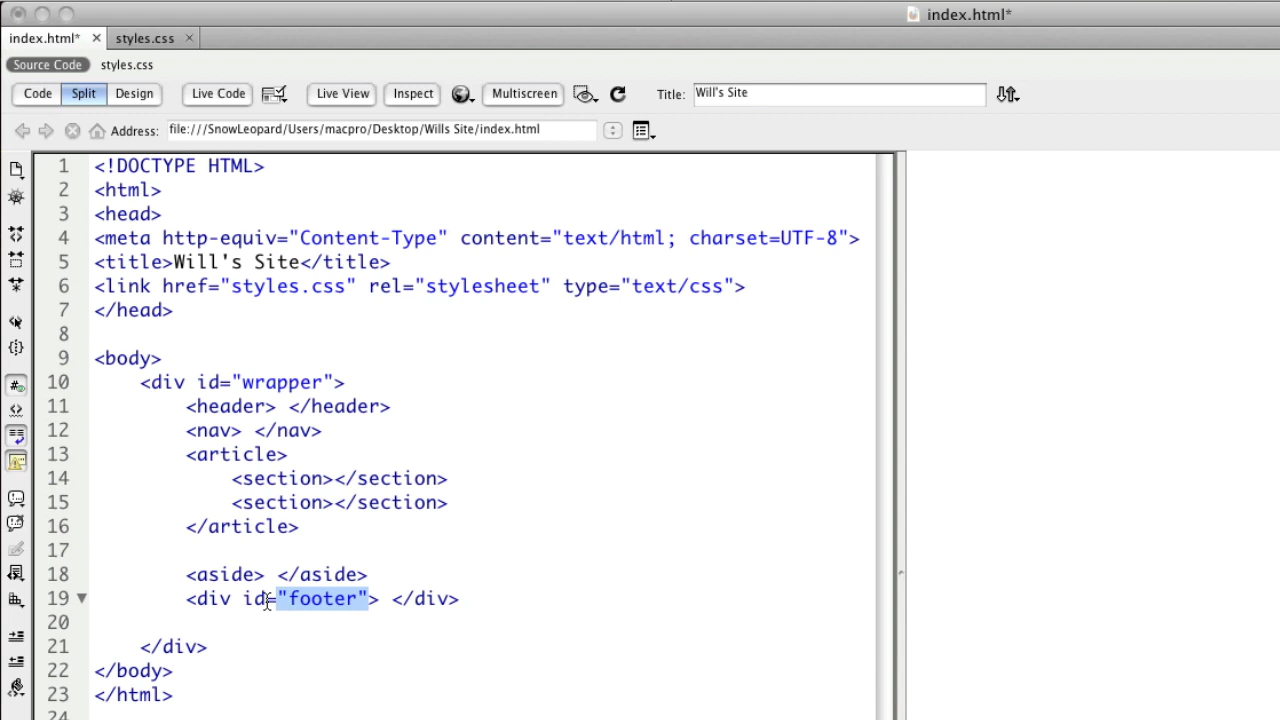 index.html*
index.html* × styles.css ×
Source Code styles.css
Code Split Design Live Code Live View Inspect Multiscreen Title: Will's Site
Address: file:///SnowLeopard/Users/macpro/Desktop/Wills Site/index.html
1 <!DOCTYPE HTML>
2 <html>
3 <head>
4 <meta http-equiv="Content-Type" content="text/html; charset=UTF-8">
5 <title>Will's Site</title>
6 <link href="styles.css" rel="stylesheet" type="text/css">
7 </head>
8
9 <body>
10 <div id="wrapper">
11 <header> </header>
12 <nav> </nav>
13 <article>
14 <section></section>
15 <section></section>
16 </article>
17
18 <aside> </aside>
19 <div id="footer"> </div>
20
21 </div>
22 </body>
23 </html>
24